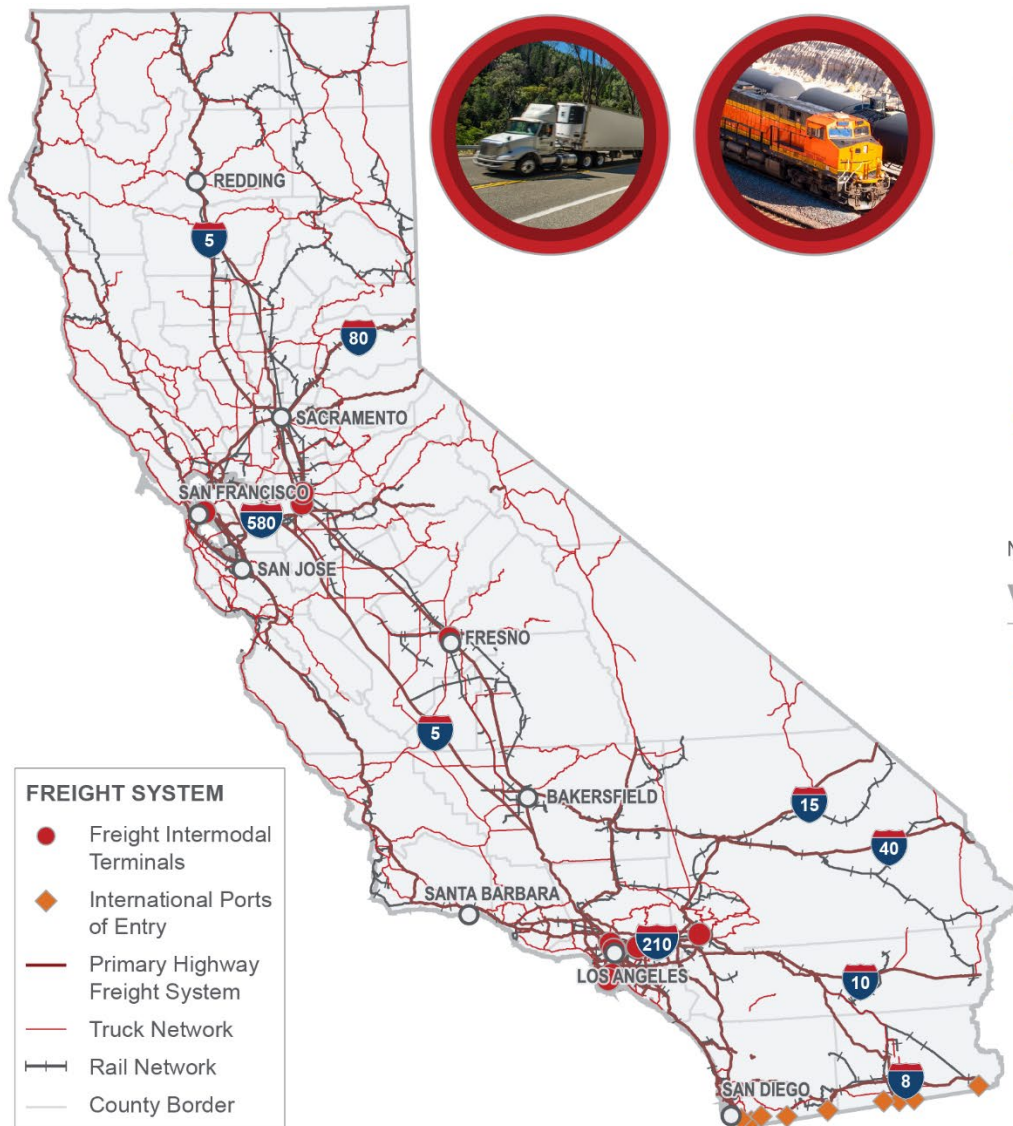 REDDING
5
80
SACRAMENTO
SAN FRANCISCO
580
SAN JOSE
FRESNO
5
BAKERSFIELD
15
40
SANTA BARBARA
210
LOS ANGELES
10
SAN DIEGO
8
FREIGHT SYSTEM
Freight Intermodal
Terminals
International Ports
of Entry
Primary Highway
Freight System
Truck Network
Rail Network
County Border